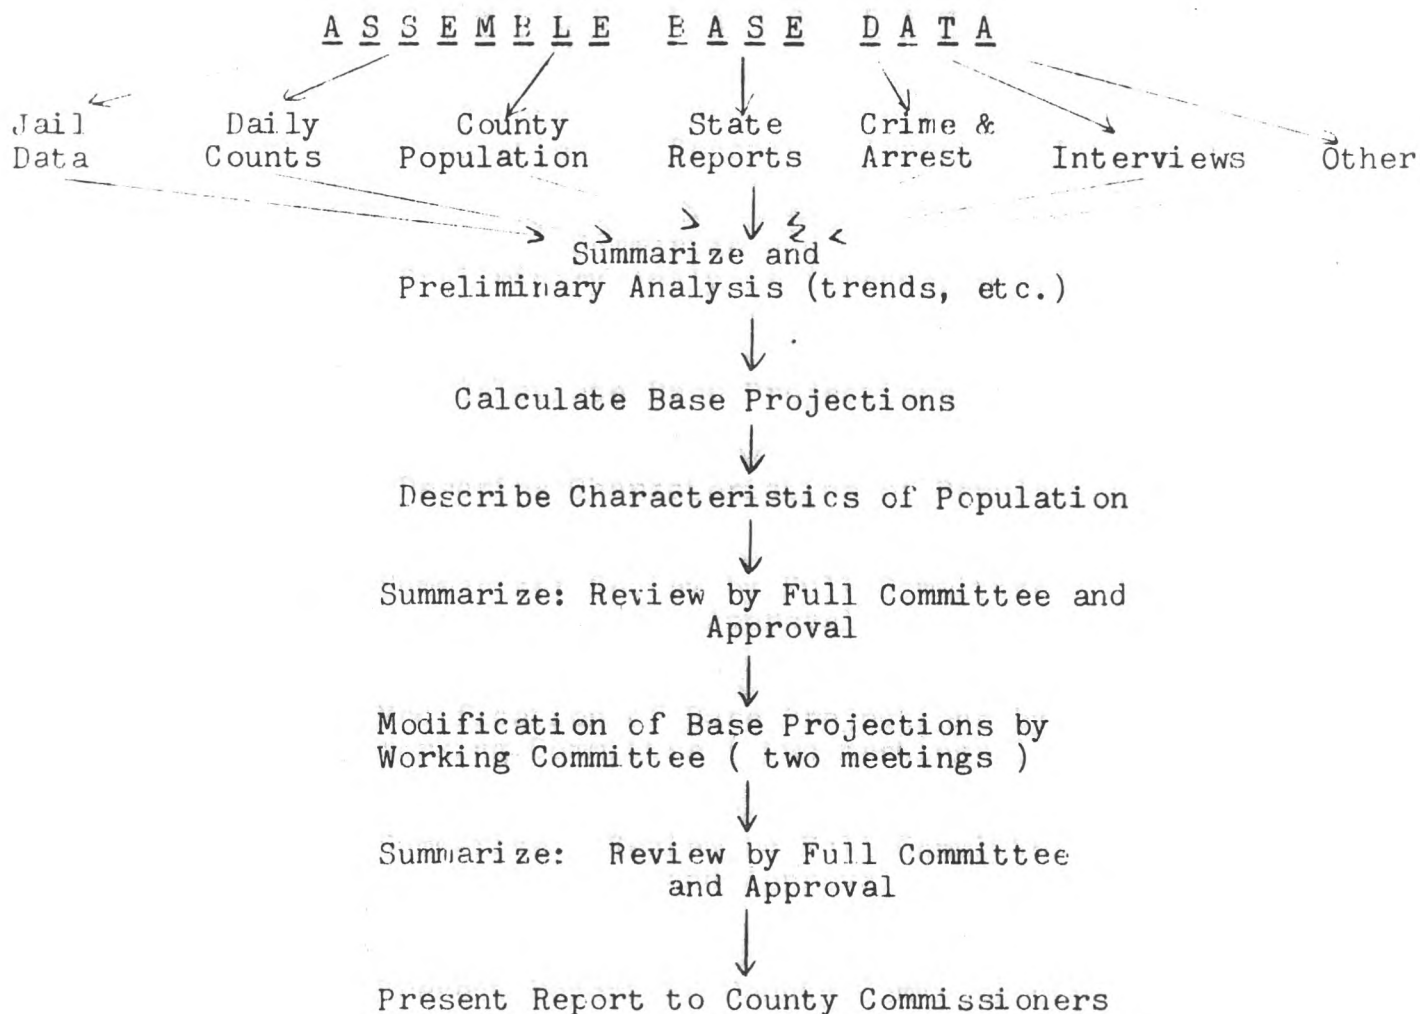 ASSEMBLE BASE DATA
Jail Daily County State Crime &
Data Counts Population Reports Arrest Interviews Other
Summarize and
Preliminary Analysis (trends, etc.)
Calculate Base Projections
Describe Characteristics of Population
Summarize: Review by Full Committee and
Approval
Modification of Base Projections by
Working Committee ( two meetings )
Summarize: Review by Full Committee
and Approval
Present Report to County Commissioners